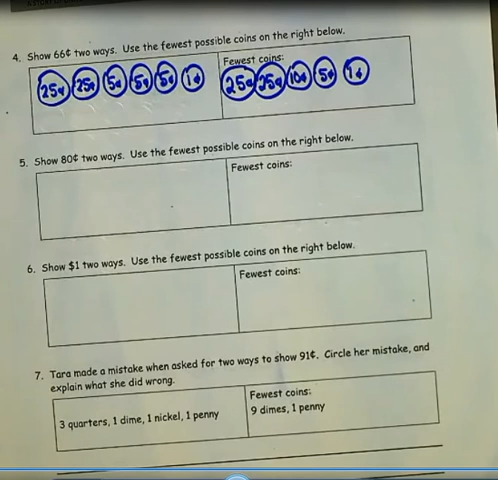 4. Show 66¢ two ways. Use the fewest possible coins on the right below.
Fewest coins:
25¢ 25¢ 5¢ 5¢ 5¢ 1¢ 25¢ 25¢ 10¢ 5¢ 1¢
5. Show 80¢ two ways. Use the fewest possible coins on the right below.
Fewest coins:
6. Show $1 two ways. Use the fewest possible coins on the right below.
Fewest coins:
7. Tara made a mistake when asked for two ways to show 91¢. Circle her mistake, and
explain what she did wrong.
Fewest coins:
3 quarters, 1 dime, 1 nickel, 1 penny
9 dimes, 1 penny